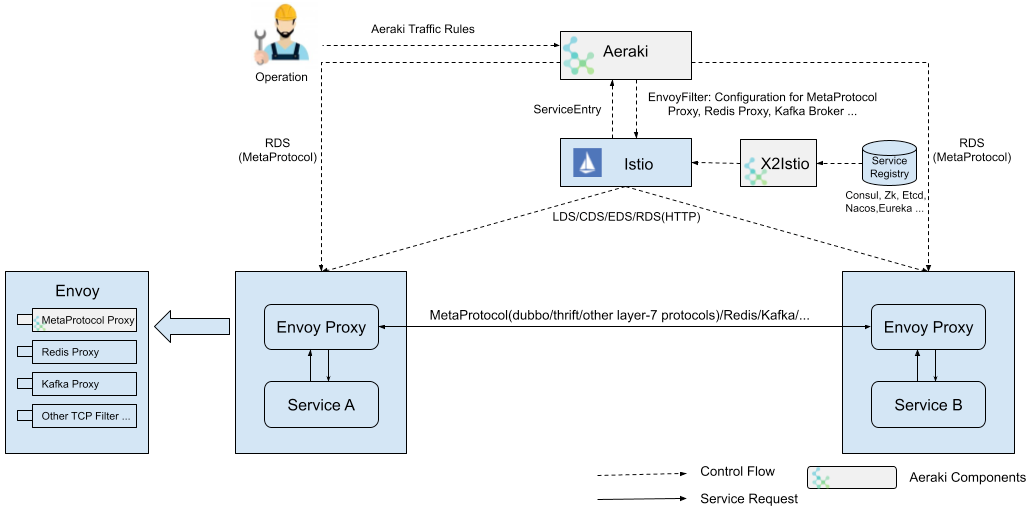 Aeraki Traffic Rules
Operation
Aeraki
ServiceEntry
EnvoyFilter: Configuration for MetaProtocol
Proxy, Redis Proxy, Kafka Broker ...
RDS
(MetaProtocol)
RDS
(MetaProtocol)
Istio
X2Istio
Service
Registry
Consul, Zk, Etcd,
Nacos,Eureka ...
LDS/CDS/EDS/RDS(HTTP)
Envoy
MetaProtocol Proxy
Redis Proxy
Kafka Proxy
Other TCP Filter ...
Envoy Proxy
Service A
MetaProtocol(dubbo/thrift/other layer-7 protocols)/Redis/Kafka/...
Envoy Proxy
Service B
Control Flow
Service Request
Aeraki Components